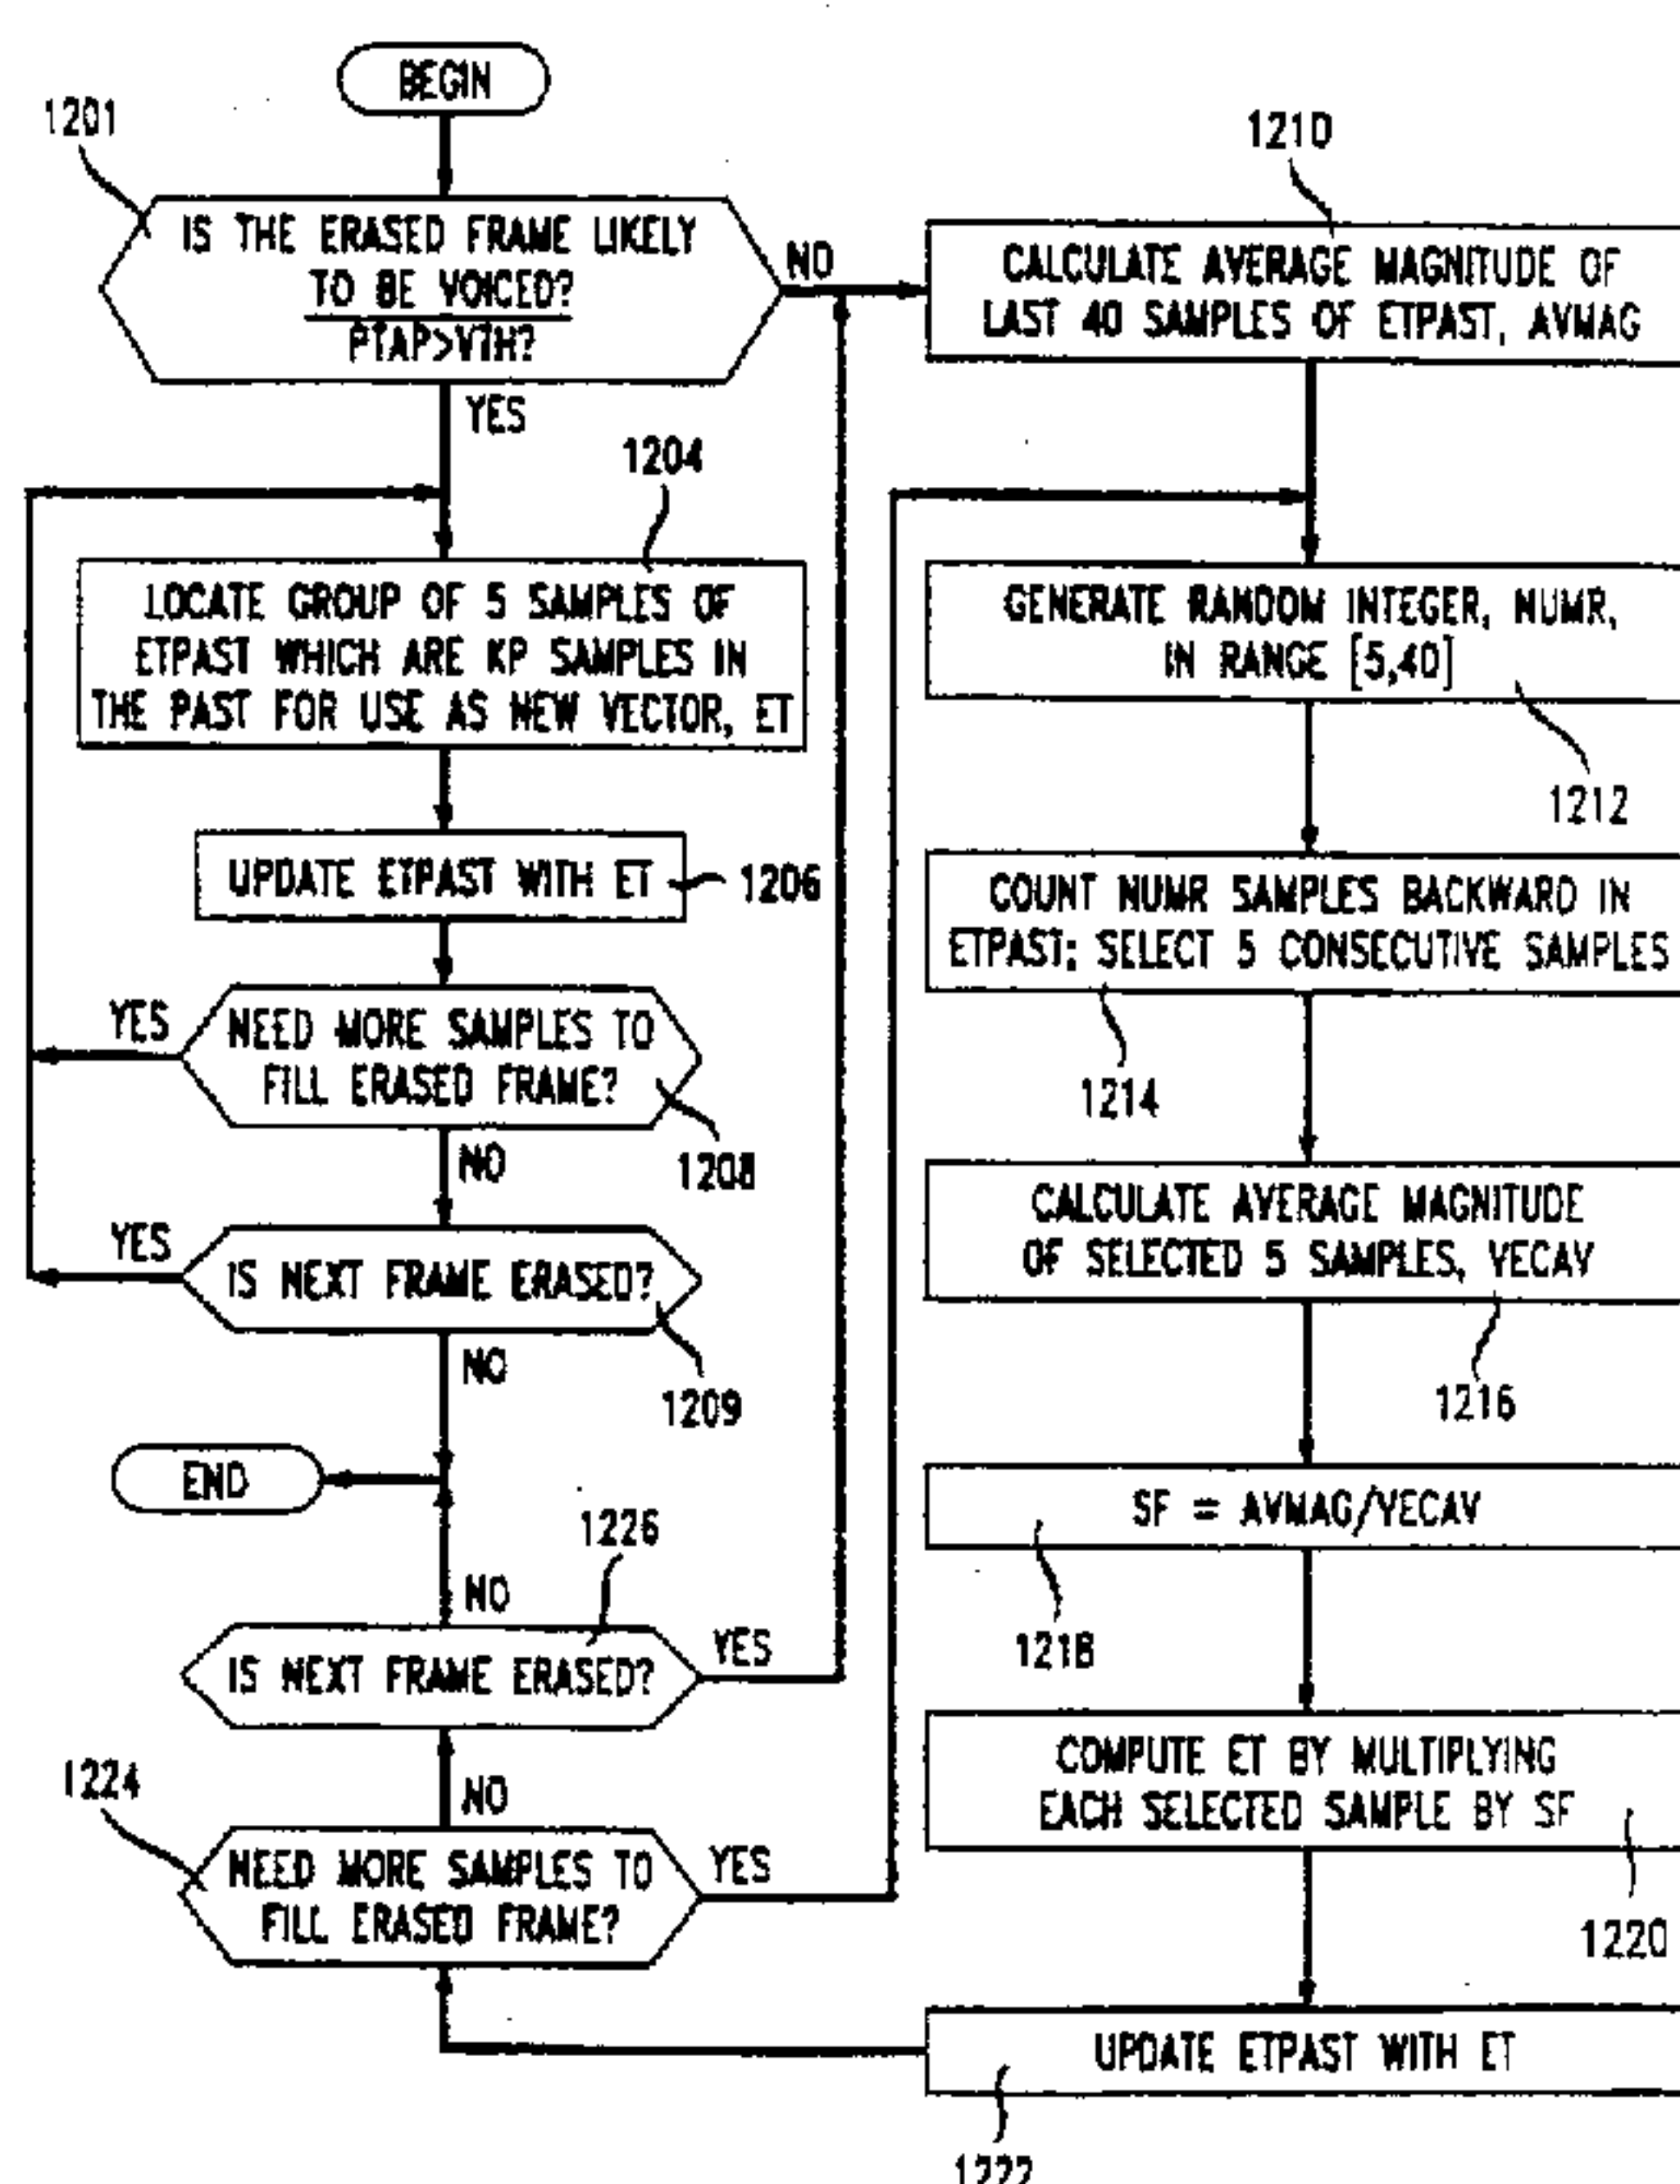 BEGIN
1201
IS THE ERASED FRAME LIKELY
TO BE VOICED?
PTAP>VTH?
NO
YES
1204
LOCATE GROUP OF 5 SAMPLES OF
ETPAST WHICH ARE KP SAMPLES IN
THE PAST FOR USE AS NEW VECTOR, ET
UPDATE ETPAST WITH ET
1206
YES
NEED MORE SAMPLES TO
FILL ERASED FRAME?
1208
NO
YES
IS NEXT FRAME ERASED?
1209
NO
END
1226
NO
IS NEXT FRAME ERASED?
YES
1224
NO
NEED MORE SAMPLES TO
FILL ERASED FRAME?
YES
1210
CALCULATE AVERAGE MAGNITUDE OF
LAST 40 SAMPLES OF ETPAST, AVMAG
GENERATE RANDOM INTEGER, NUMR,
IN RANGE [5,40]
1212
COUNT NUMR SAMPLES BACKWARD IN
ETPAST; SELECT 5 CONSECUTIVE SAMPLES
1214
CALCULATE AVERAGE MAGNITUDE
OF SELECTED 5 SAMPLES, VECAV
1216
SF = AVMAG/VECAV
1218
COMPUTE ET BY MULTIPLYING
EACH SELECTED SAMPLE BY SF
1220
UPDATE ETPAST WITH ET
1222